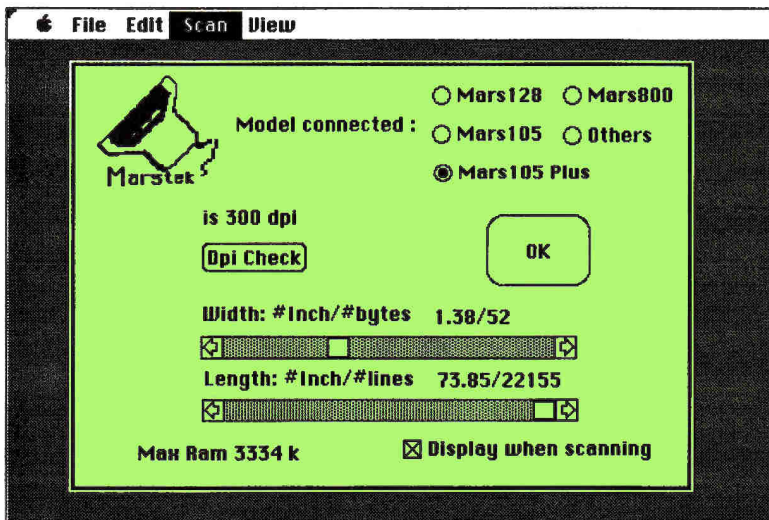 File Edit Scan View
Mars128 Mars800
Model connected : Mars105 Others
Mars105 Plus
Marstek
is 300 dpi
Dpi Check OK
Width: #Inch/#bytes 1.38/52
Length: #Inch/#lines 73.85/22155
Max Ram 3334 k Display when scanning